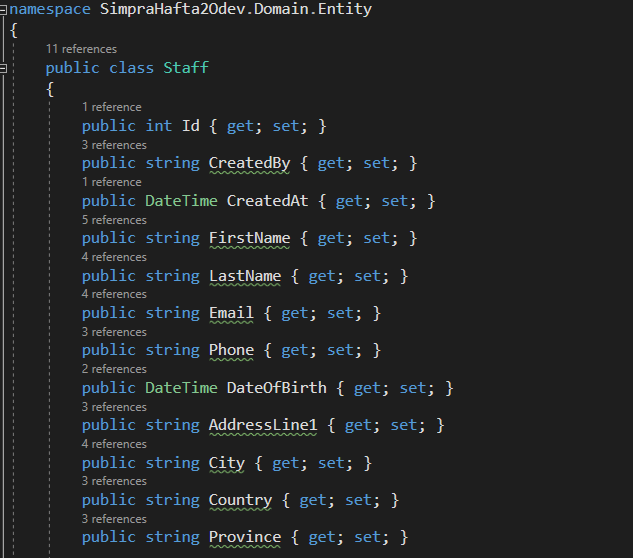 namespace SimpraHafta2Odev.Domain.Entity
{
11 references
public class Staff
{
1 reference
public int Id { get; set; }
3 references
public string CreatedBy { get; set; }
1 reference
public DateTime CreatedAt { get; set; }
5 references
public string FirstName { get; set; }
4 references
public string LastName { get; set; }
4 references
public string Email { get; set; }
3 references
public string Phone { get; set; }
2 references
public DateTime DateOfBirth { get; set; }
3 references
public string AddressLine1 { get; set; }
4 references
public string City { get; set; }
3 references
public string Country { get; set; }
3 references
public string Province { get; set; }